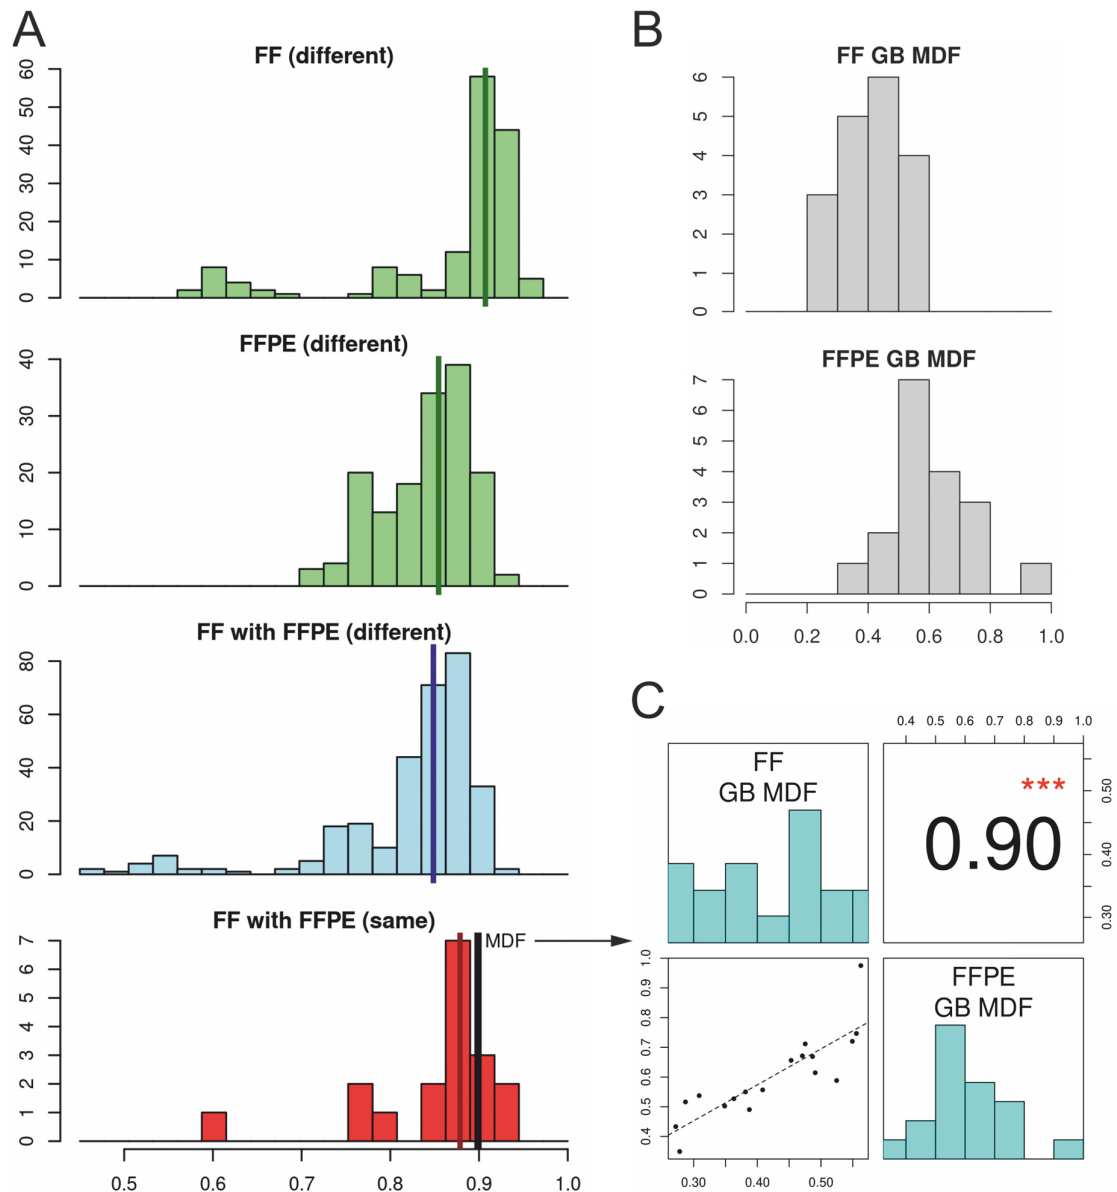 A
FF (different)
60
50
40
30
20
10
0
FFPE (different)
40
30
20
10
0
FF with FFPE (different)
80
60
40
20
0
FF with FFPE (same)
7
6
5
4
3
2
1
0
MDF
0.5 0.6 0.7 0.8 0.9 1.0
B
FF GB MDF
6
5
4
3
2
1
0
FFPE GB MDF
7
6
5
4
3
2
1
0
0.0 0.2 0.4 0.6 0.8 1.0
C
0.4 0.5 0.6 0.7 0.8 0.9 1.0
FF
GB MDF
***
0.90
0.50
0.40
0.30
1.0
0.9
0.8
0.7
0.6
0.5
0.4
FFPE
GB MDF
0.30 0.40 0.50